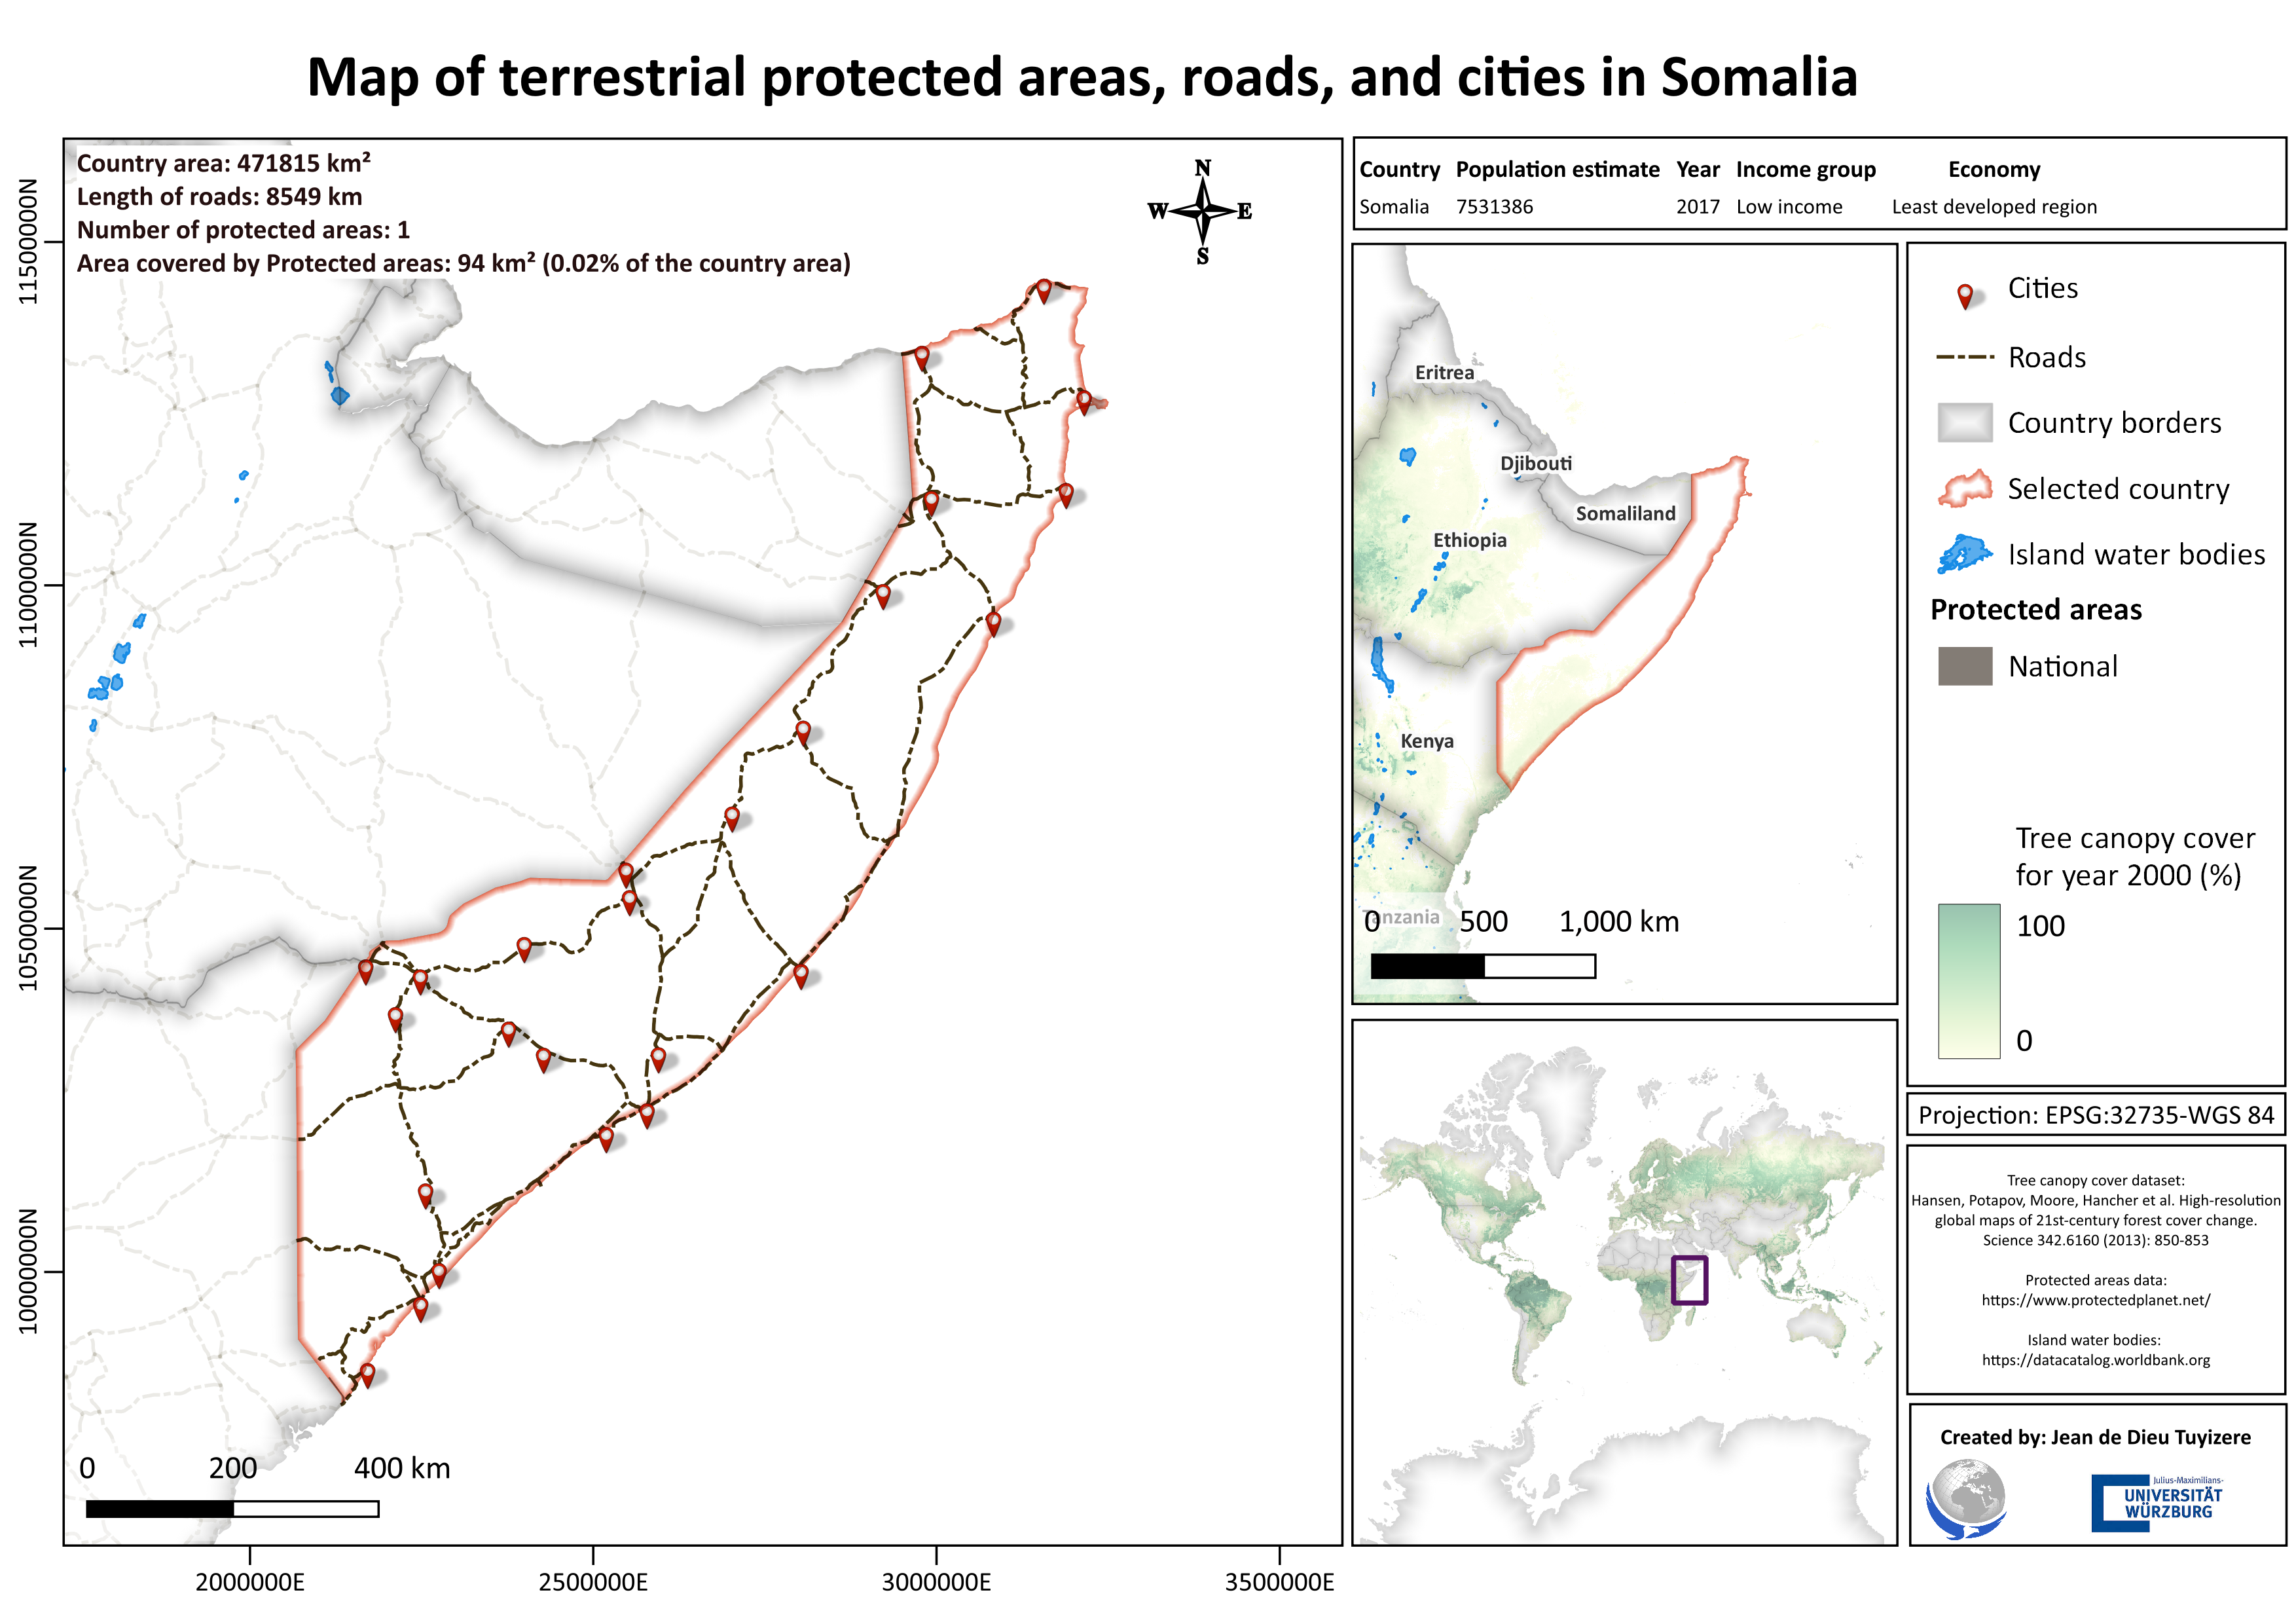 Map of terrestrial protected areas, roads, and cities in Somalia
Country area: 471815 km²
Length of roads: 8549 km
Number of protected areas: 1
Area covered by Protected areas: 94 km² (0.02% of the country area)
N
W E
S
11500000N
11000000N
10500000N
10000000N
0 200 400 km
2000000E 2500000E 3000000E 3500000E
Country Population estimate Year Income group Economy
Somalia 7531386 2017 Low income Least developed region
Eritrea
Djibouti
Somaliland
Ethiopia
Kenya
Tanzania
0 500 1,000 km
Cities
Roads
Country borders
Selected country
Island water bodies
Protected areas
National
Tree canopy cover
for year 2000 (%)
100
0
Projection: EPSG:32735-WGS 84
Tree canopy cover dataset:
Hansen, Potapov, Moore, Hancher et al. High-resolution
global maps of 21st-century forest cover change.
Science 342.6160 (2013): 850-853
Protected areas data:
https://www.protectedplanet.net/
Island water bodies:
https://datacatalog.worldbank.org
Created by: Jean de Dieu Tuyizere
Julius-Maximilians-
UNIVERSITÄT
WÜRZBURG